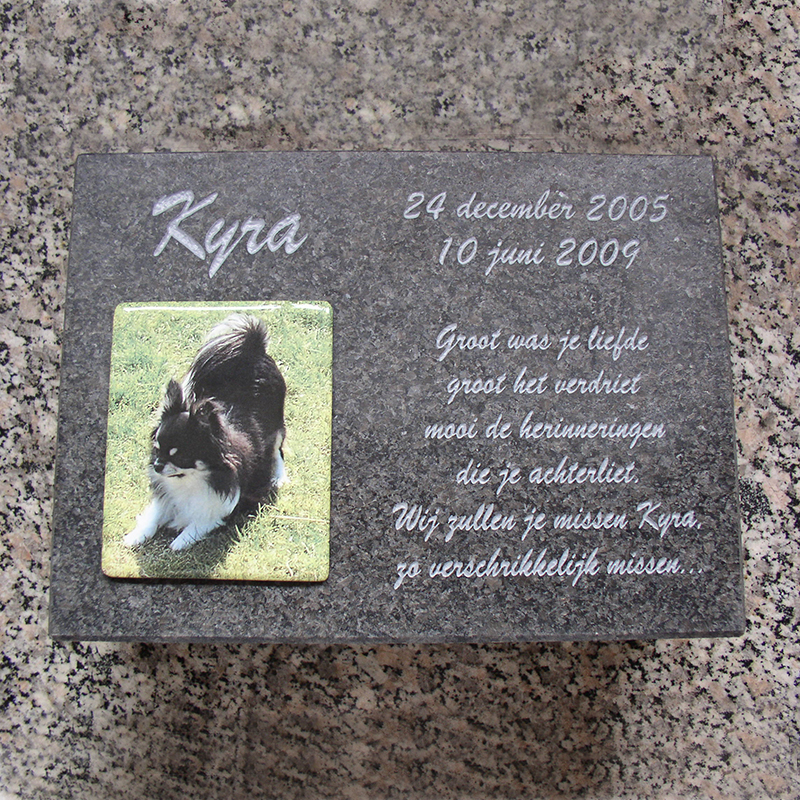 Kyra
24 december 2005
10 juni 2009
Groot was je liefde
groot het verdriet
mooi de herinneringen
die je achterliet.
Wij zullen je missen Kyra,
zo verschrikkelijk missen...